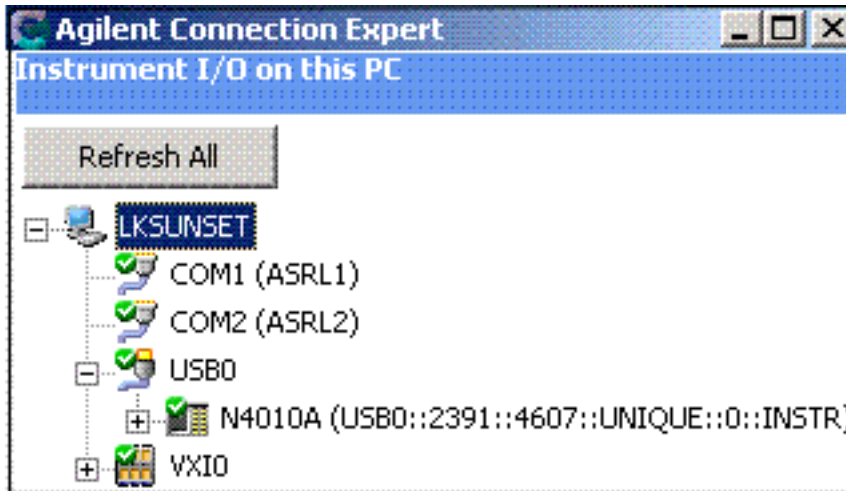 Agilent Connection Expert
Instrument I/O on this PC
Refresh All
LKSUNSET
COM1 (ASRL1)
COM2 (ASRL2)
USB0
N4010A (USB0::2391::4607::UNIQUE::0::INSTR)
VXI0